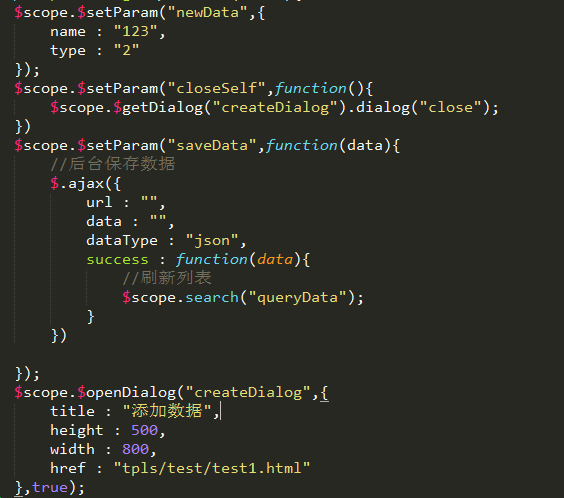 $scope.$setParam("newData",{
    name : "123",
    type : "2"
});
$scope.$setParam("closeSelf",function(){
    $scope.$getDialog("createDialog").dialog("close");
})
$scope.$setParam("saveData",function(data){
    //后台保存数据
    $.ajax({
        url : "",
        data : "",
        dataType : "json",
        success : function(data){
            //刷新列表
            $scope.search("queryData");
        }
    })
});
$scope.$openDialog("createDialog",{
    title : "添加数据",
    height : 500,
    width : 800,
    href : "tpls/test/test1.html"
},true);